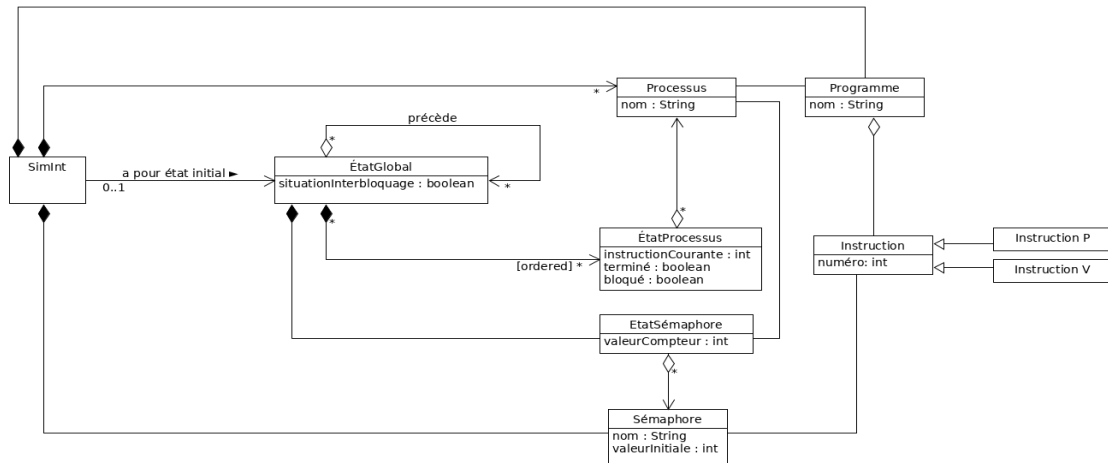 Processus
nom : String
Programme
nom : String
*
précède
*
SimInt
a pour état initial ►
0..1
ÉtatGlobal
situationInterbloquage : boolean
*
*
*
ÉtatProcessus
instructionCourante : int
terminé : boolean
bloqué : boolean
[ordered] *
Instruction
numéro: int
Instruction P
Instruction V
EtatSémaphore
valeurCompteur : int
*
Sémaphore
nom : String
valeurInitiale : int